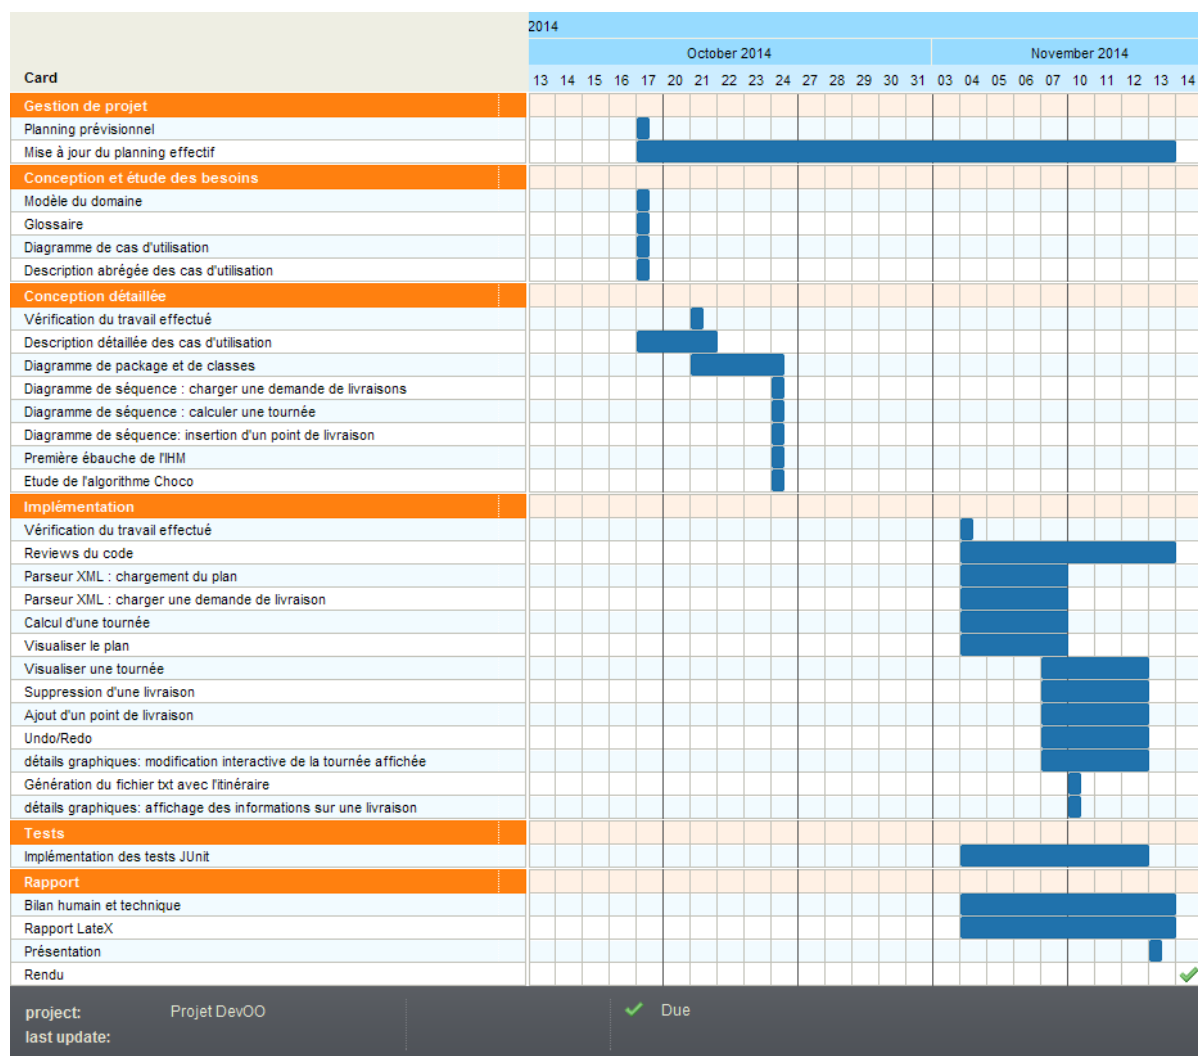 2014
October 2014 November 2014
Card 13 14 15 16 17 20 21 22 23 24 27 28 29 30 31 03 04 05 06 07 10 11 12 13 14
Gestion de projet
Planning prévisionnel
Mise à jour du planning effectif
Conception et étude des besoins
Modèle du domaine
Glossaire
Diagramme de cas d'utilisation
Description abrégée des cas d'utilisation
Conception détaillée
Vérification du travail effectué
Description détaillée des cas d'utilisation
Diagramme de package et de classes
Diagramme de séquence : charger une demande de livraisons
Diagramme de séquence : calculer une tournée
Diagramme de séquence: insertion d'un point de livraison
Première ébauche de l'IHM
Etude de l'algorithme Choco
Implémentation
Vérification du travail effectué
Reviews du code
Parseur XML : chargement du plan
Parseur XML : charger une demande de livraison
Calcul d'une tournée
Visualiser le plan
Visualiser une tournée
Suppression d'une livraison
Ajout d'un point de livraison
Undo/Redo
détails graphiques: modification interactive de la tournée affichée
Génération du fichier txt avec l'itinéraire
détails graphiques: affichage des informations sur une livraison
Tests
Implémentation des tests JUnit
Rapport
Bilan humain et technique
Rapport LateX
Présentation
Rendu
project: Projet DevOO Due
last update: